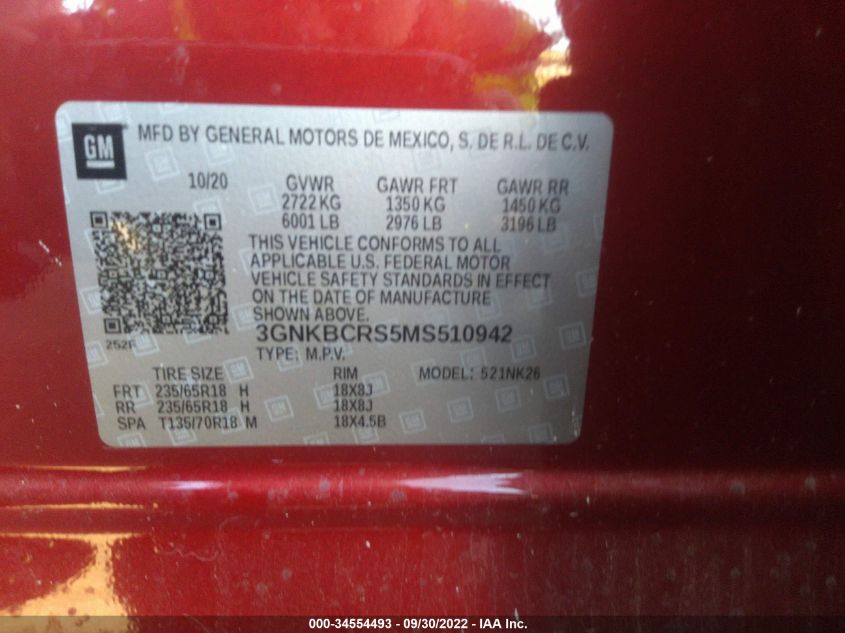 GM MFD BY GENERAL MOTORS DE MEXICO, S. DE R.L. DE C.V.
10/20 GVWR GAWR FRT GAWR RR
2722 KG 1350 KG 1450 KG
6001 LB 2976 LB 3196 LB
THIS VEHICLE CONFORMS TO ALL
APPLICABLE U.S. FEDERAL MOTOR
VEHICLE SAFETY STANDARDS IN EFFECT
ON THE DATE OF MANUFACTURE
SHOWN ABOVE.
252F 3GNKBCRS5MS510942
TYPE: M.P.V.
TIRE SIZE RIM MODEL: 521NK26
FRT 235/65R18 H 18X8J
RR 235/65R18 H 18X8J
SPA T135/70R18 M 18X4.5B
000-34554493 - 09/30/2022 - IAA Inc.